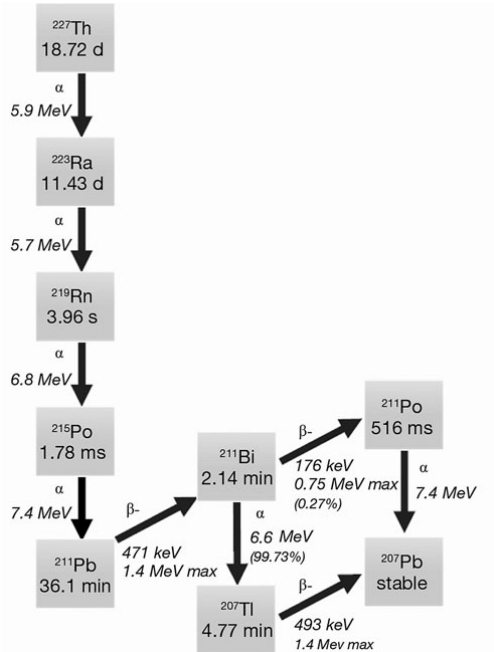 ²²⁷Th
18.72 d
α
5.9 MeV
²²³Ra
11.43 d
α
5.7 MeV
²¹⁹Rn
3.96 s
α
6.8 MeV
²¹⁵Po
1.78 ms
α
7.4 MeV
²¹¹Pb
36.1 min
β-
471 keV
1.4 MeV max
²¹¹Bi
2.14 min
β-
176 keV
0.75 MeV max
(0.27%)
α
6.6 MeV
(99.73%)
²¹¹Po
516 ms
α
7.4 MeV
²⁰⁷Tl
4.77 min
β-
493 keV
1.4 Mev max
²⁰⁷Pb
stable